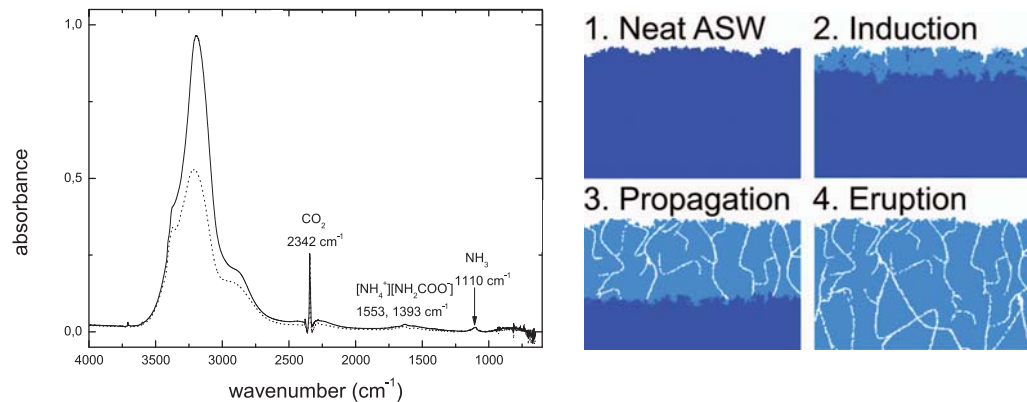 1,0
0,5
0,0
absorbance
CO₂
2342 cm⁻¹
[NH₄⁺][NH₂COO⁻]
1553, 1393 cm⁻¹
NH₃
1110 cm⁻¹
4000 3500 3000 2500 2000 1500 1000
wavenumber (cm⁻¹)
1. Neat ASW
2. Induction
3. Propagation
4. Eruption